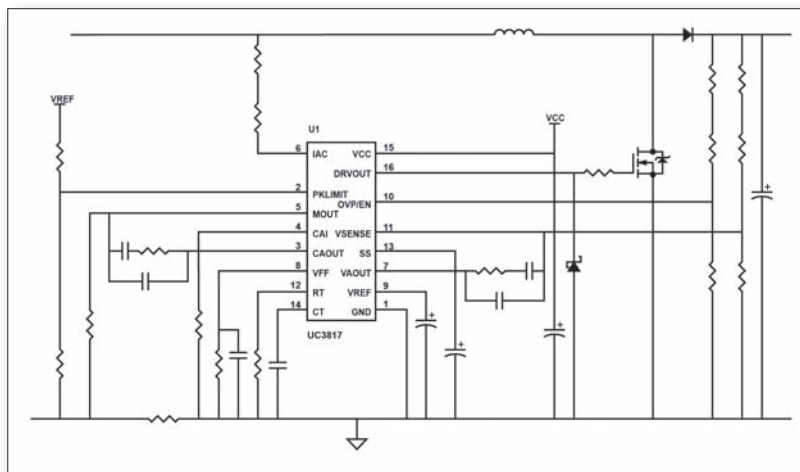 VREF
VCC
U1
6 IAC VCC 15
DRVOUT 16
2 PKLIMIT
OVP/EN 10
5 MOUT
4 CAI VSENSE 11
3 CAOUT SS 13
8 VFF VAOUT 7
12 RT VREF 9
14 CT GND 1
UC3817
+
+
+
+